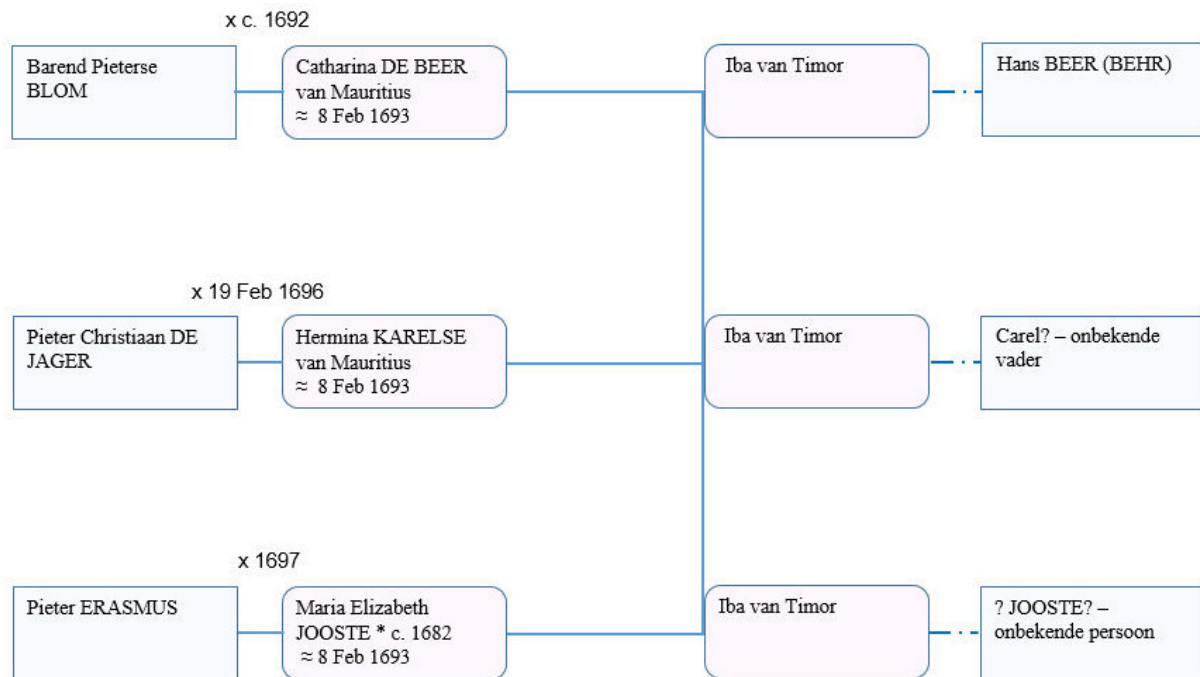 x c. 1692
Barend Pieterse
BLOM
Catharina DE BEER
van Mauritius
≈ 8 Feb 1693
Iba van Timor
Hans BEER (BEHR)
x 19 Feb 1696
Pieter Christiaan DE
JAGER
Hermina KARELSE
van Mauritius
≈ 8 Feb 1693
Iba van Timor
Carel? – onbekende
vader
x 1697
Pieter ERASMUS
Maria Elizabeth
JOOSTE * c. 1682
≈ 8 Feb 1693
Iba van Timor
? JOOSTE? –
onbekende persoon